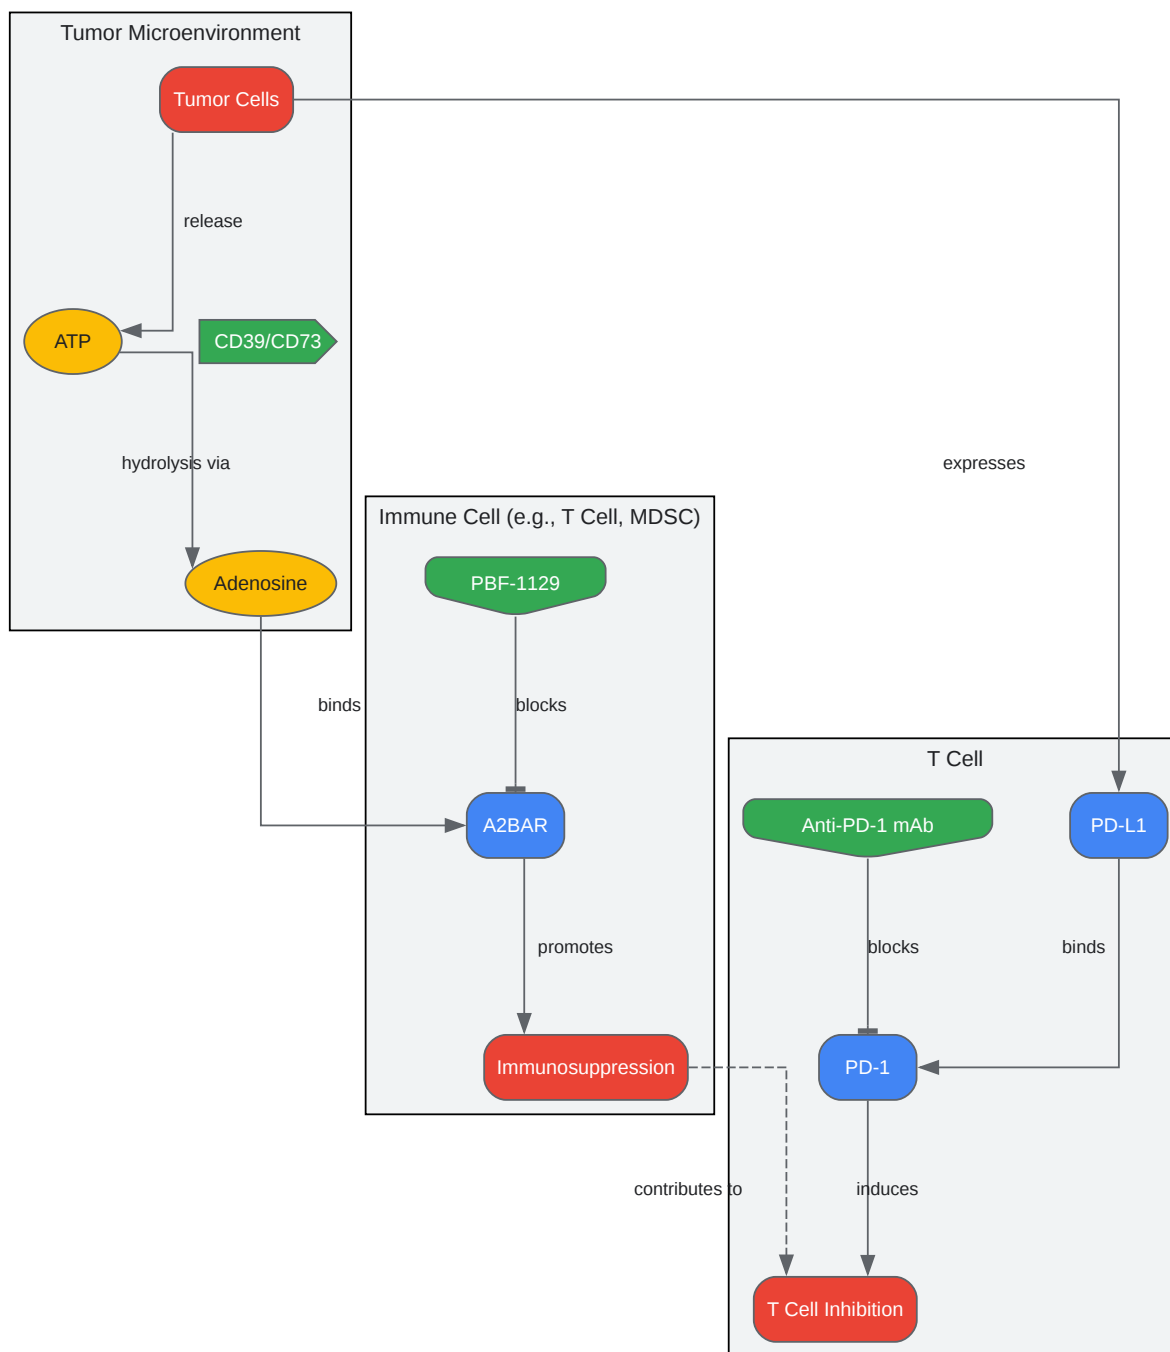 Tumor Microenvironment
Tumor Cells
release
ATP
CD39/CD73
hydrolysis via
expresses
Adenosine
Immune Cell (e.g., T Cell, MDSC)
PBF-1129
binds
blocks
A2BAR
promotes
Immunosuppression
T Cell
Anti-PD-1 mAb
PD-L1
blocks
binds
PD-1
contributes to
induces
T Cell Inhibition